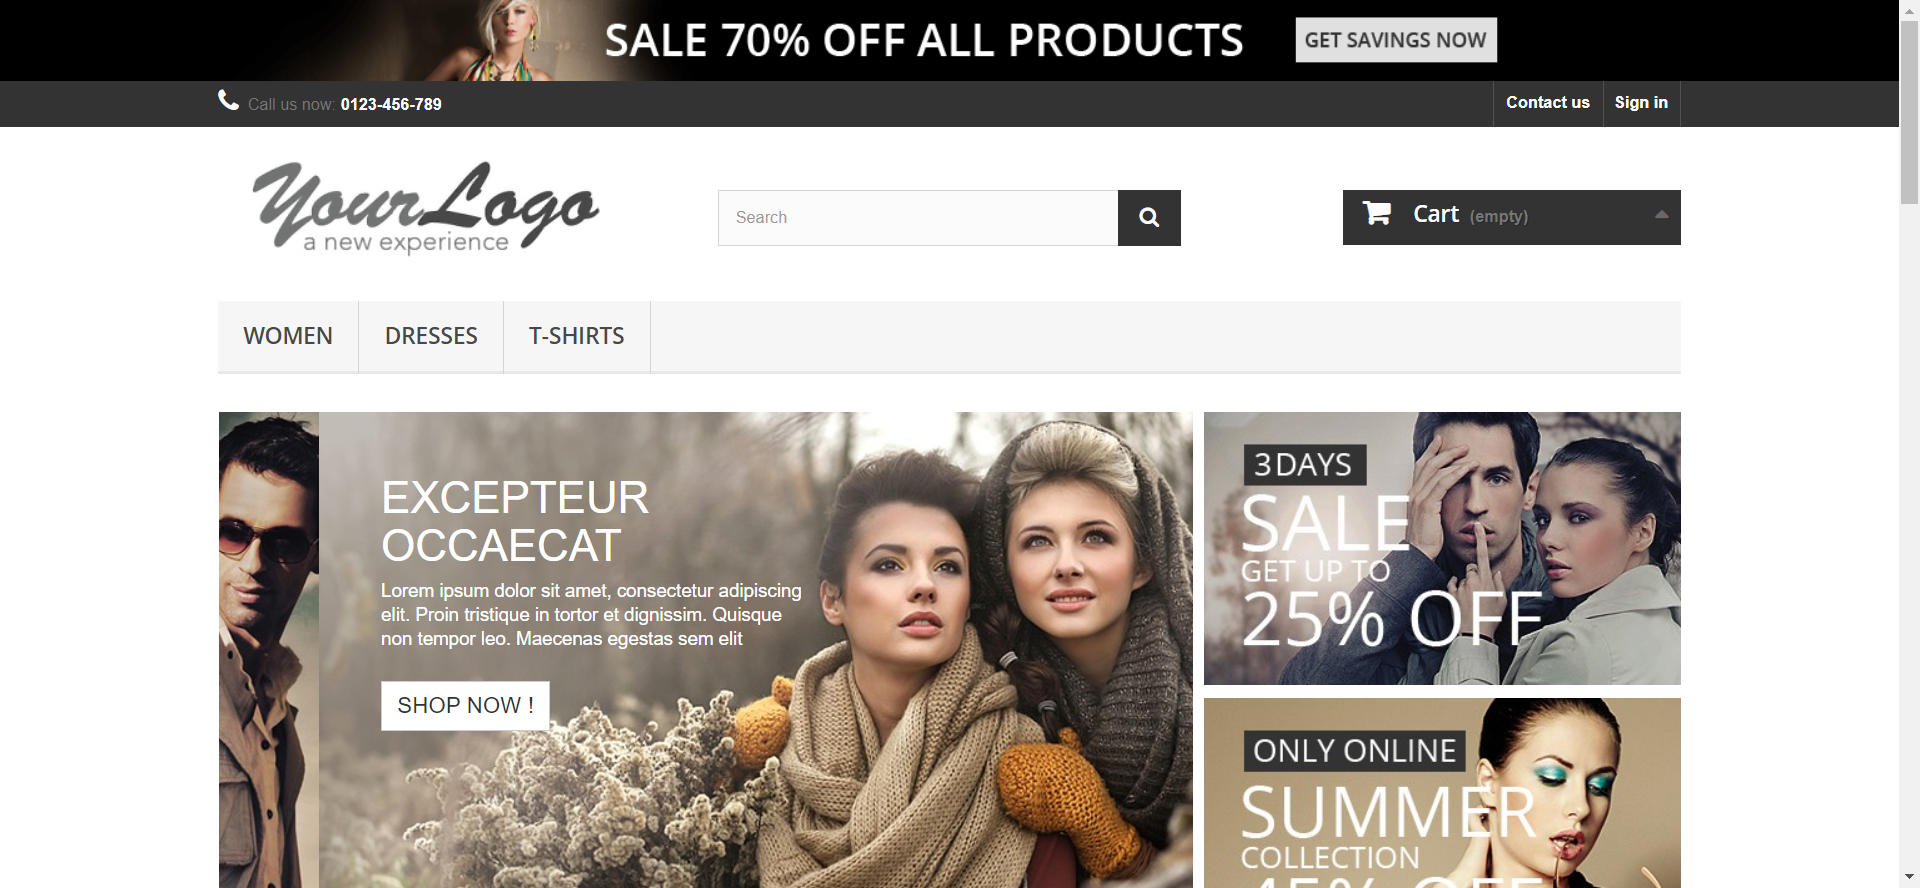 SALE 70% OFF ALL PRODUCTS
GET SAVINGS NOW
Call us now: 0123-456-789
Contact us
Sign in
YourLogo
a new experience
Search
Cart (empty)
WOMEN
DRESSES
T-SHIRTS
EXCEPTEUR
OCCAECAT
Lorem ipsum dolor sit amet, consectetur adipiscing
elit. Proin tristique in tortor et dignissim. Quisque
non tempor leo. Maecenas egestas sem elit
SHOP NOW !
3 DAYS
SALE
GET UP TO
25% OFF
ONLY ONLINE
SUMMER
COLLECTION
45% OFF